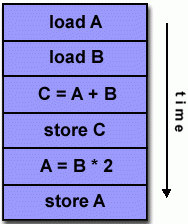 load A
load B
C = A + B
store C
A = B * 2
store A
time